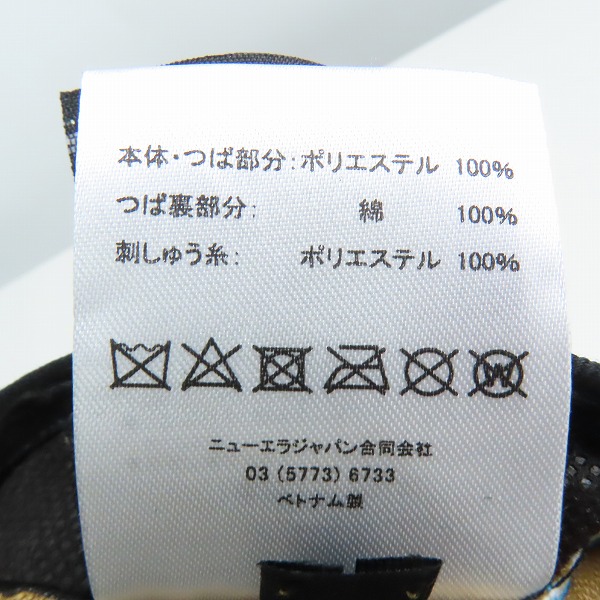 本体・つば部分：ポリエステル 100%
つば裏部分： 綿 100%
刺しゅう糸： ポリエステル 100%
W
ニューエラジャパン合同会社
03 (5773) 6733
ベトナム製